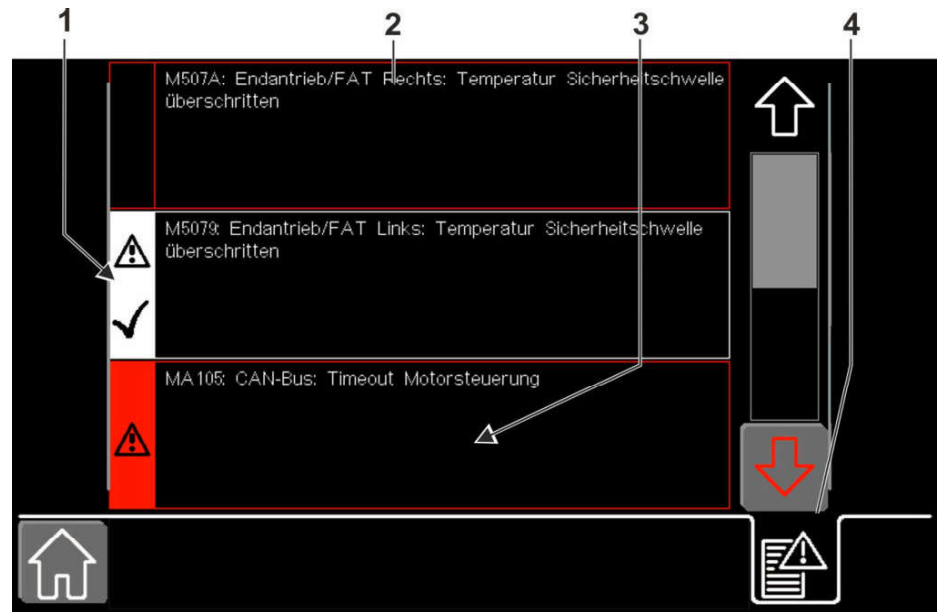 1 2 3 4
M507A: Endantrieb/FAT Rechts: Temperatur Sicherheitschwelle
überschritten
M5079: Endantrieb/FAT Links: Temperatur Sicherheitschwelle
überschritten
MA105: CAN-Bus: Timeout Motorsteuerung